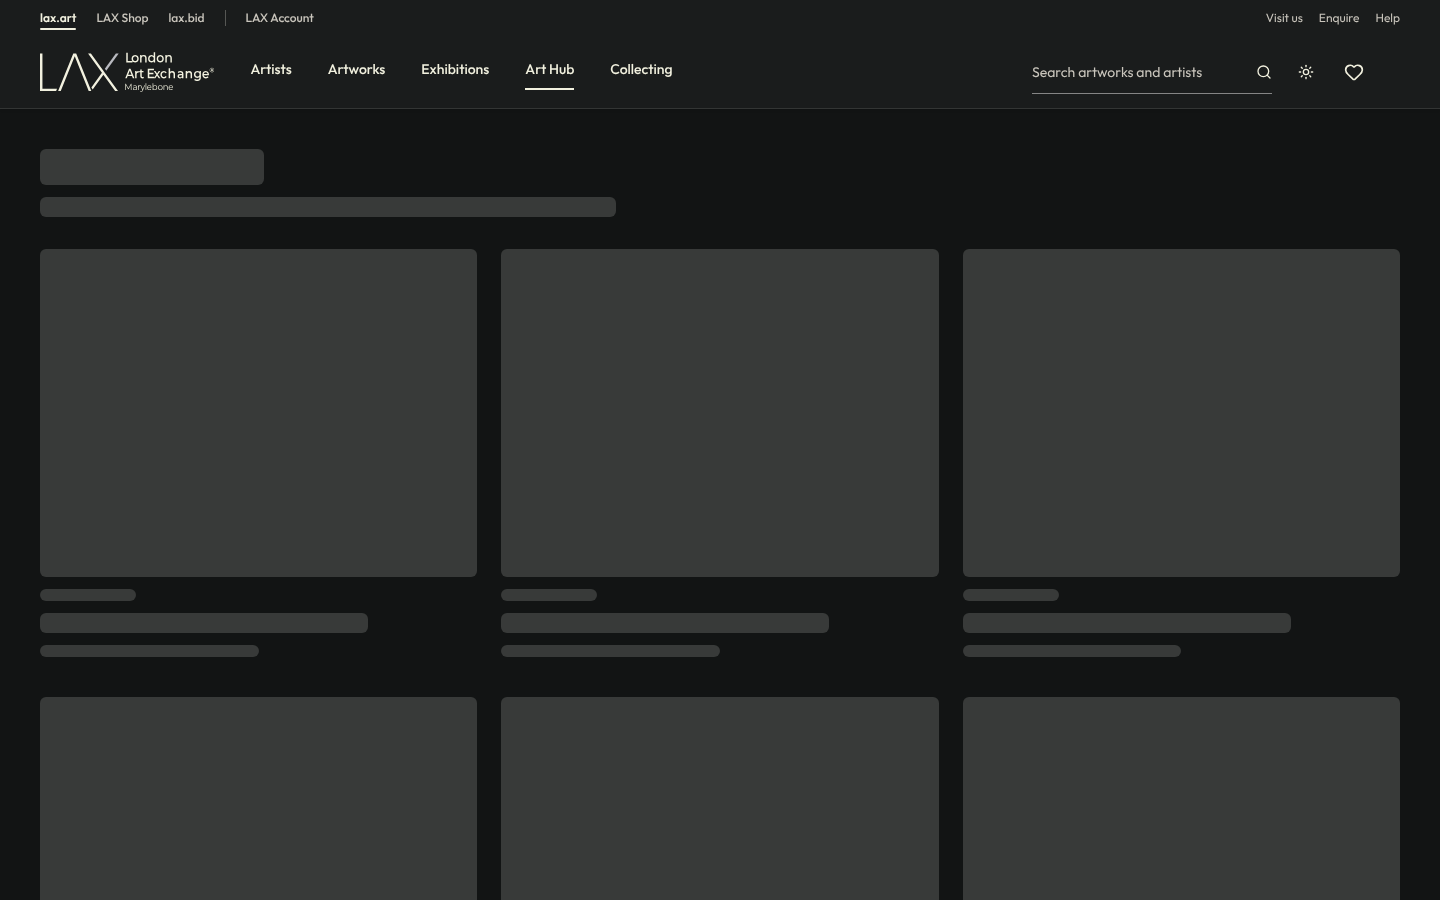 lax.art
LAX Shop
lax.bid
LAX Account
Visit us
Enquire
Help
LAX
London
Art Exchange®
Marylebone
Artists
Artworks
Exhibitions
Art Hub
Collecting
Search artworks and artists